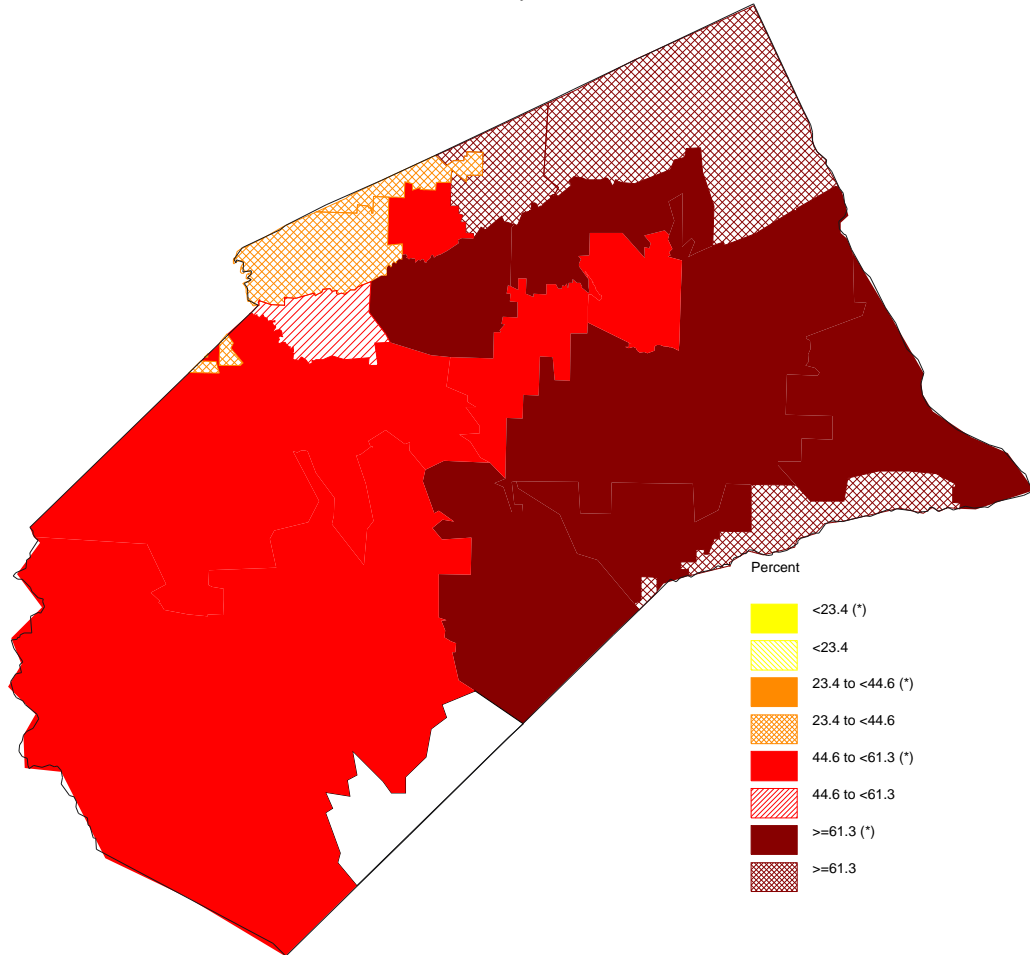 Percent
<23.4 (*)
<23.4
23.4 to <44.6 (*)
23.4 to <44.6
44.6 to <61.3 (*)
44.6 to <61.3
>=61.3 (*)
>=61.3